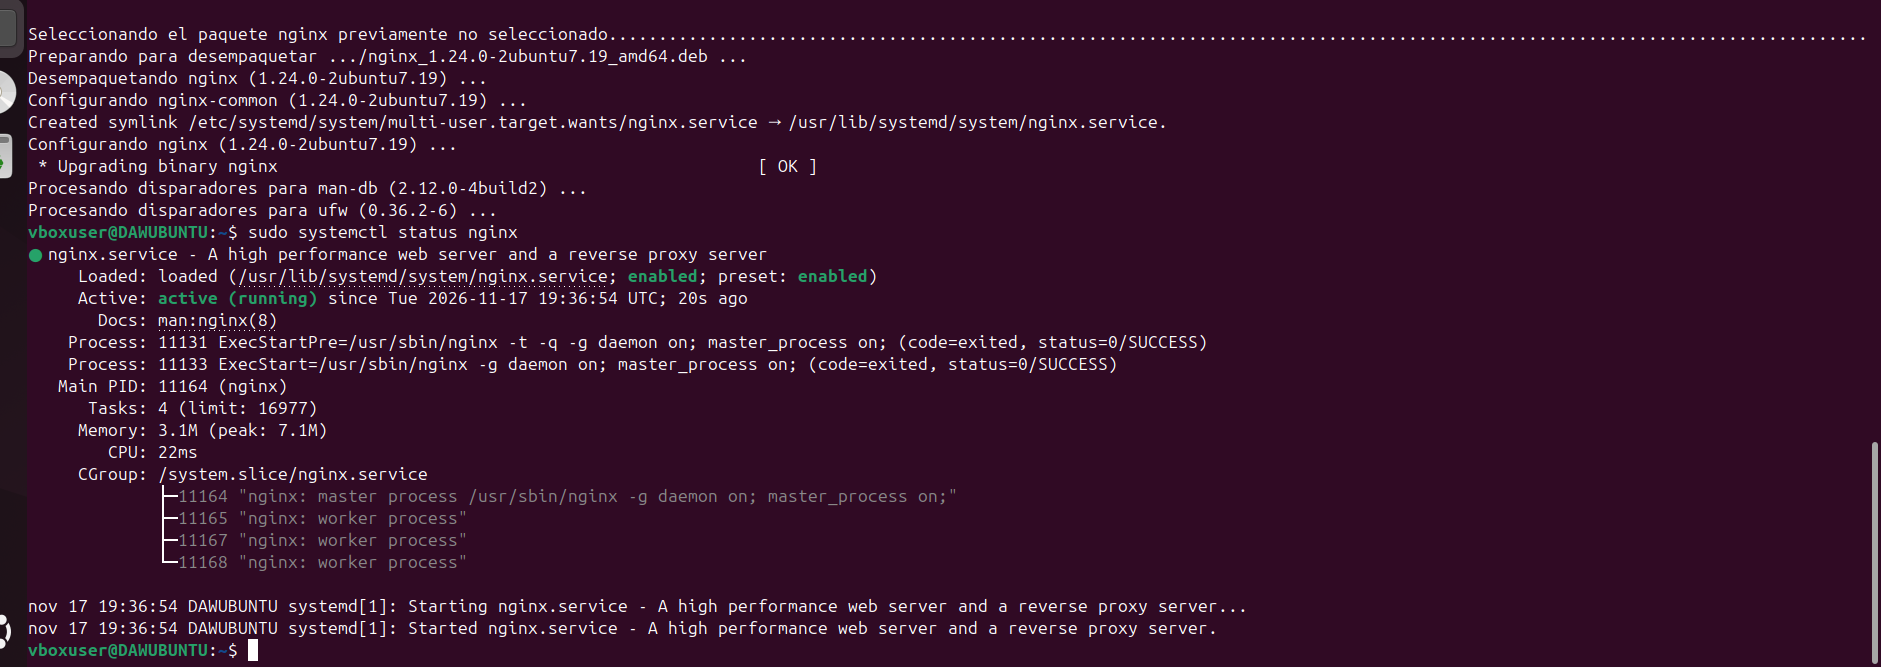 Seleccionando el paquete nginx previamente no seleccionado..............................................................................................................................
Preparando para desempaquetar .../nginx_1.24.0-2ubuntu7.19_amd64.deb ...
Desempaquetando nginx (1.24.0-2ubuntu7.19) ...
Configurando nginx-common (1.24.0-2ubuntu7.19) ...
Created symlink /etc/systemd/system/multi-user.target.wants/nginx.service → /usr/lib/systemd/system/nginx.service.
Configurando nginx (1.24.0-2ubuntu7.19) ...
 * Upgrading binary nginx                                                [ OK ]
Procesando disparadores para man-db (2.12.0-4build2) ...
Procesando disparadores para ufw (0.36.2-6) ...
vboxuser@DAWUBUNTU:~$ sudo systemctl status nginx
● nginx.service - A high performance web server and a reverse proxy server
     Loaded: loaded (/usr/lib/systemd/system/nginx.service; enabled; preset: enabled)
     Active: active (running) since Tue 2026-11-17 19:36:54 UTC; 20s ago
       Docs: man:nginx(8)
    Process: 11131 ExecStartPre=/usr/sbin/nginx -t -q -g daemon on; master_process on; (code=exited, status=0/SUCCESS)
    Process: 11133 ExecStart=/usr/sbin/nginx -g daemon on; master_process on; (code=exited, status=0/SUCCESS)
   Main PID: 11164 (nginx)
      Tasks: 4 (limit: 16977)
     Memory: 3.1M (peak: 7.1M)
        CPU: 22ms
     CGroup: /system.slice/nginx.service
             ├─11164 "nginx: master process /usr/sbin/nginx -g daemon on; master_process on;"
             ├─11165 "nginx: worker process"
             ├─11167 "nginx: worker process"
             └─11168 "nginx: worker process"
nov 17 19:36:54 DAWUBUNTU systemd[1]: Starting nginx.service - A high performance web server and a reverse proxy server...
nov 17 19:36:54 DAWUBUNTU systemd[1]: Started nginx.service - A high performance web server and a reverse proxy server.
vboxuser@DAWUBUNTU:~$